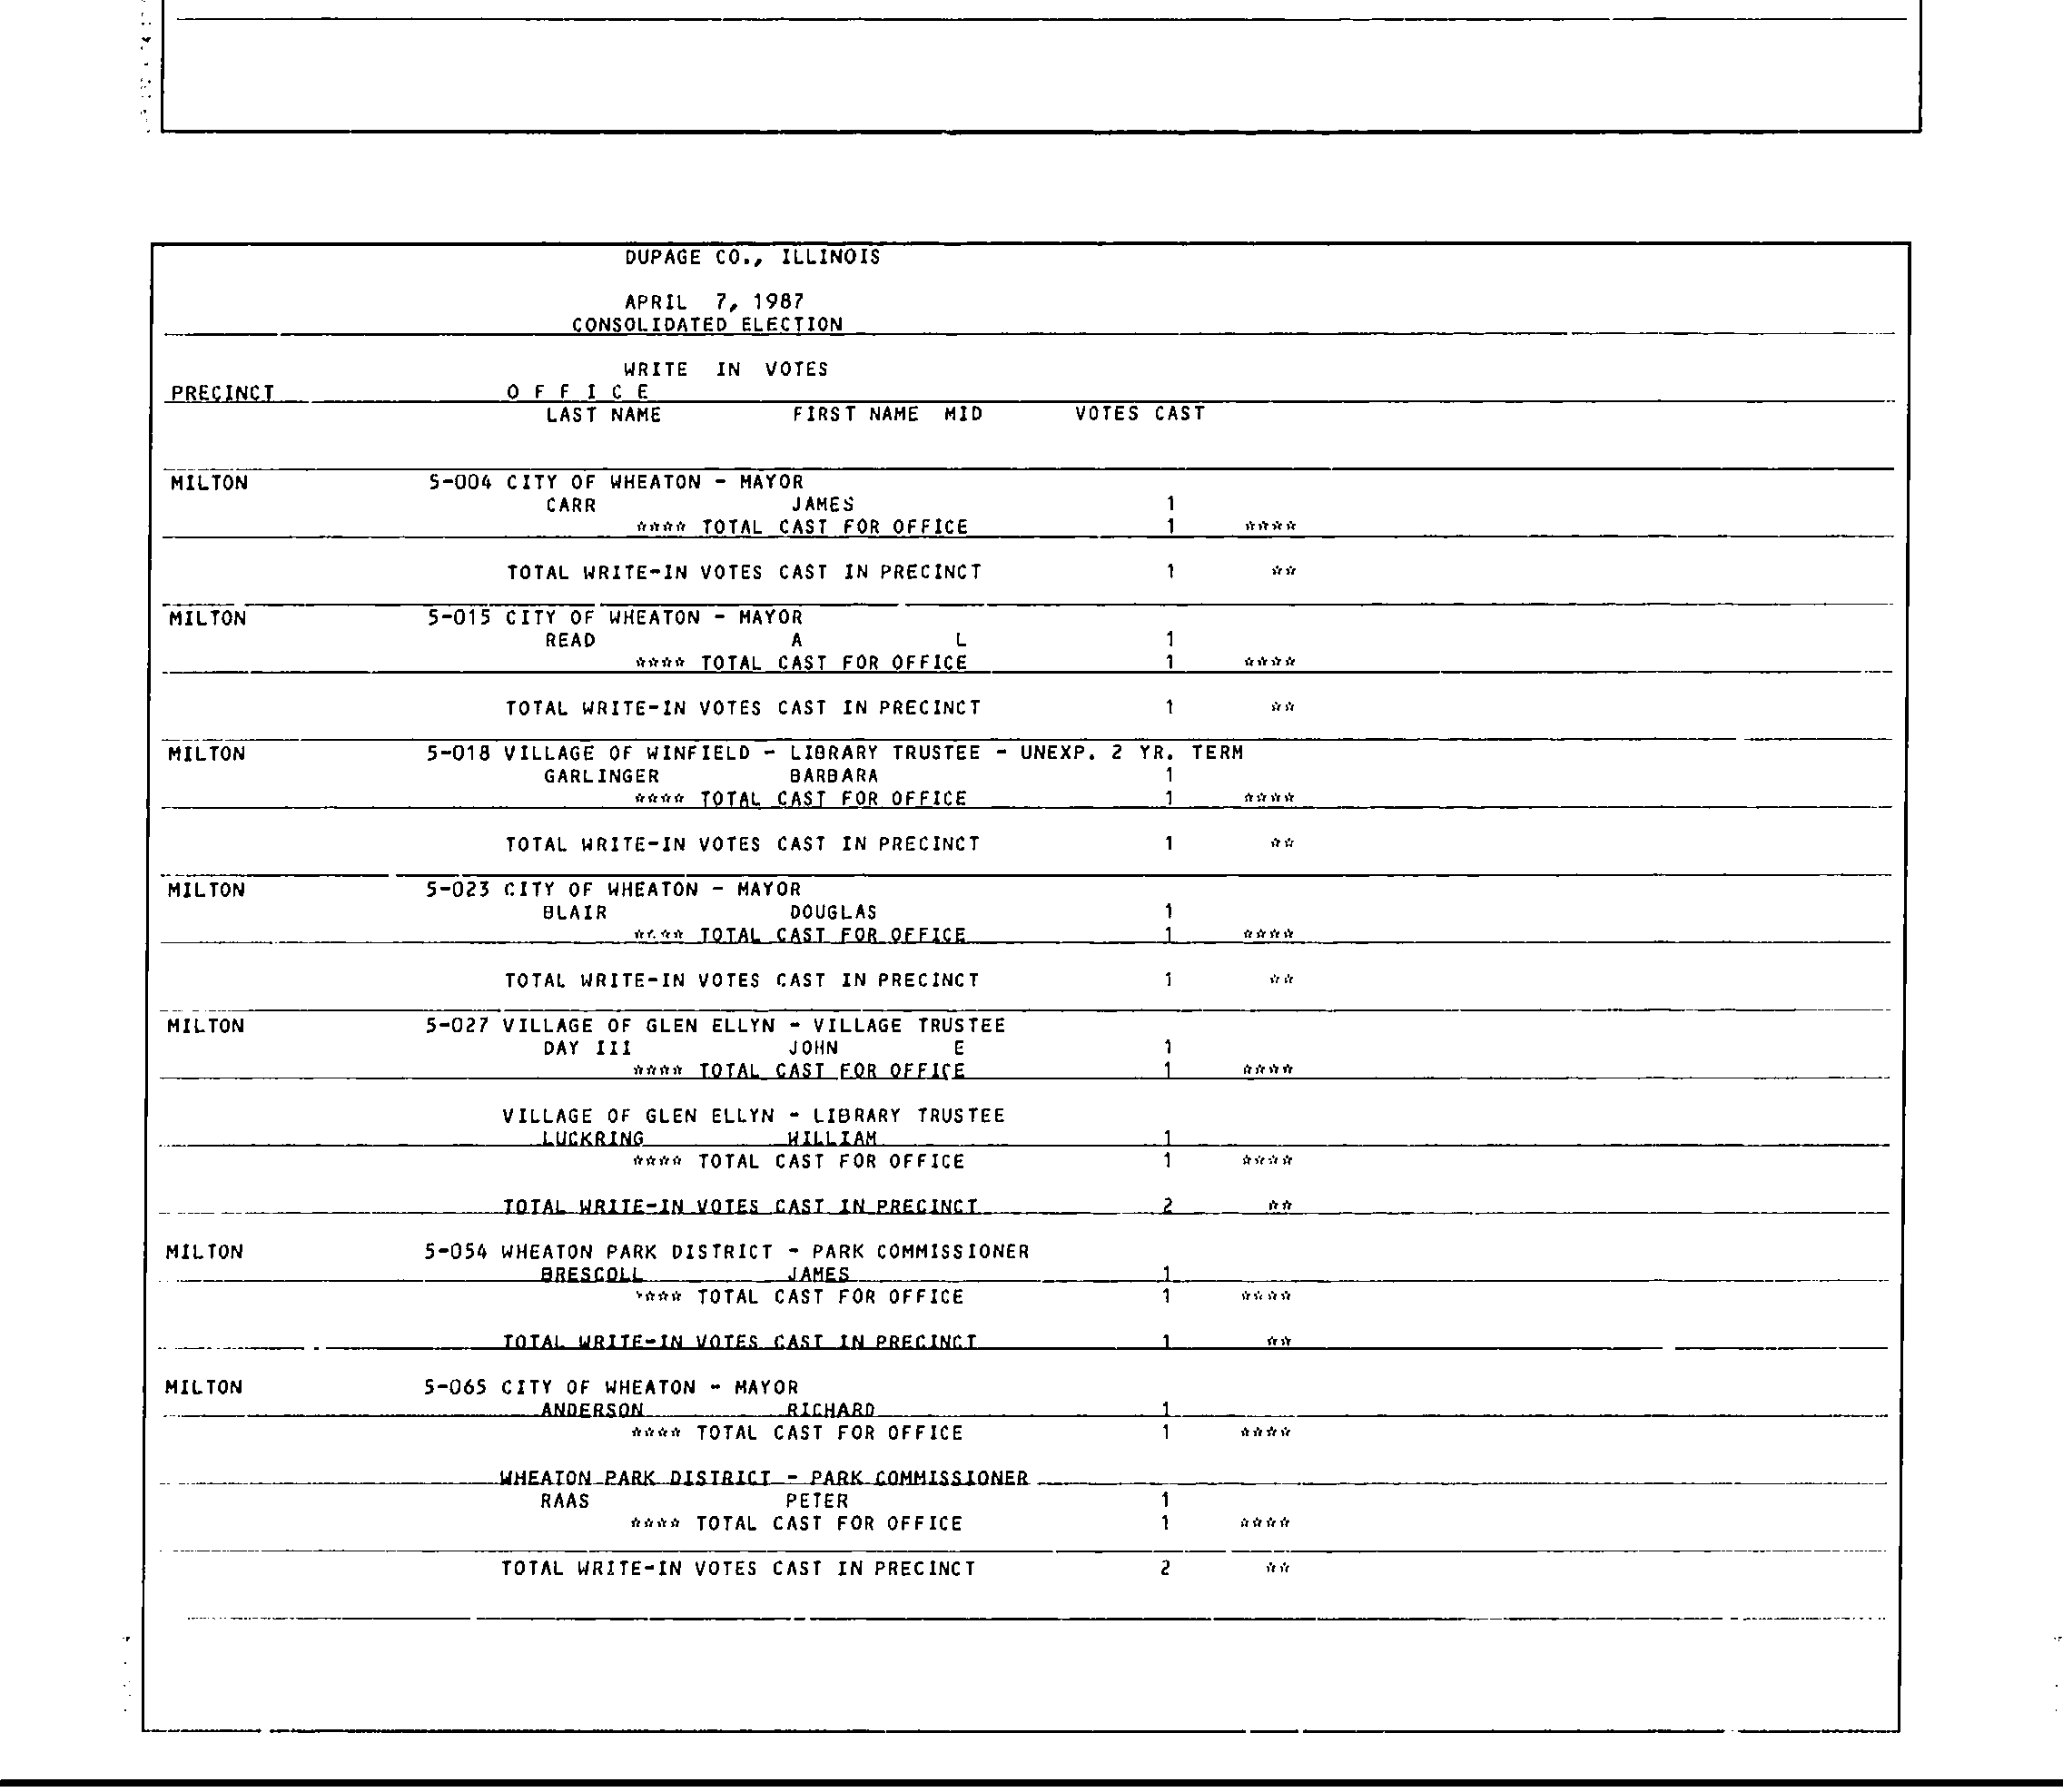 DUPAGE CO., ILLINOIS
APRIL 7, 1987
CONSOLIDATED ELECTION
WRITE IN VOTES
PRECINCT O F F I C E
LAST NAME FIRST NAME MID VOTES CAST
MILTON 5-004 CITY OF WHEATON - MAYOR
CARR JAMES 1
**** TOTAL CAST FOR OFFICE 1 ****
TOTAL WRITE-IN VOTES CAST IN PRECINCT 1 **
MILTON 5-015 CITY OF WHEATON - MAYOR
READ A L 1
**** TOTAL CAST FOR OFFICE 1 ****
TOTAL WRITE-IN VOTES CAST IN PRECINCT 1 **
MILTON 5-018 VILLAGE OF WINFIELD - LIBRARY TRUSTEE - UNEXP. 2 YR. TERM
GARLINGER BARBARA 1
**** TOTAL CAST FOR OFFICE 1 ****
TOTAL WRITE-IN VOTES CAST IN PRECINCT 1 **
MILTON 5-023 CITY OF WHEATON - MAYOR
BLAIR DOUGLAS 1
**** TOTAL CAST FOR OFFICE 1 ****
TOTAL WRITE-IN VOTES CAST IN PRECINCT 1 **
MILTON 5-027 VILLAGE OF GLEN ELLYN - VILLAGE TRUSTEE
DAY III JOHN E 1
**** TOTAL CAST FOR OFFICE 1 ****
VILLAGE OF GLEN ELLYN - LIBRARY TRUSTEE
LUCKRING WILLIAM 1
**** TOTAL CAST FOR OFFICE 1 ****
TOTAL WRITE-IN VOTES CAST IN PRECINCT 2 **
MILTON 5-054 WHEATON PARK DISTRICT - PARK COMMISSIONER
BRESCOLL JAMES 1
**** TOTAL CAST FOR OFFICE 1 ****
TOTAL WRITE-IN VOTES CAST IN PRECINCT 1 **
MILTON 5-065 CITY OF WHEATON - MAYOR
ANDERSON RICHARD 1
**** TOTAL CAST FOR OFFICE 1 ****
WHEATON PARK DISTRICT - PARK COMMISSIONER
RAAS PETER 1
**** TOTAL CAST FOR OFFICE 1 ****
TOTAL WRITE-IN VOTES CAST IN PRECINCT 2 **